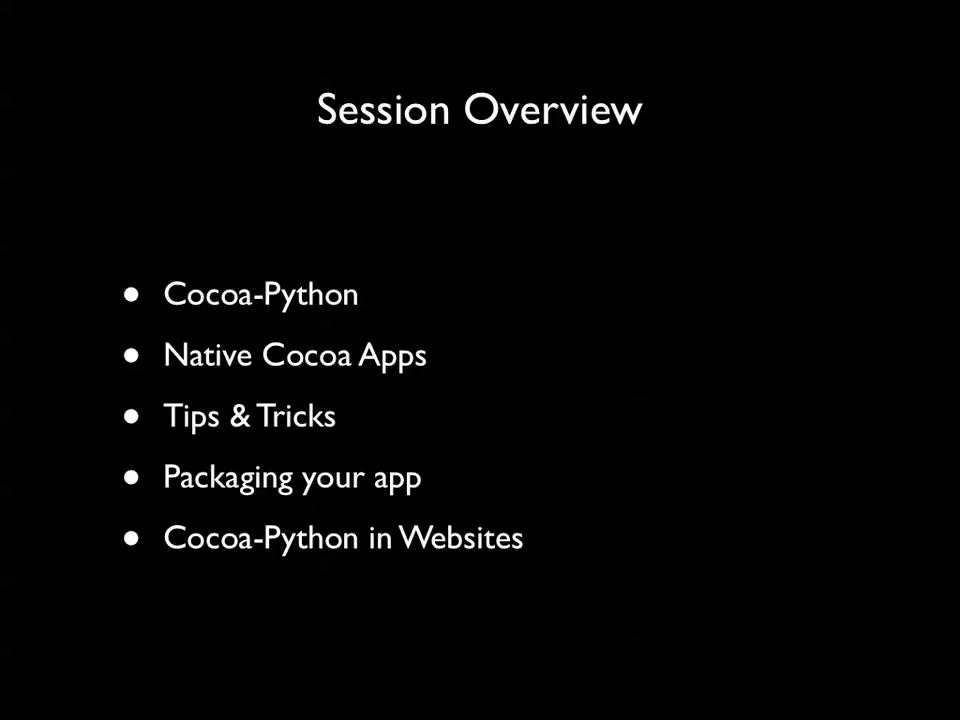 Session Overview
• Cocoa-Python
• Native Cocoa Apps
• Tips & Tricks
• Packaging your app
• Cocoa-Python in Websites